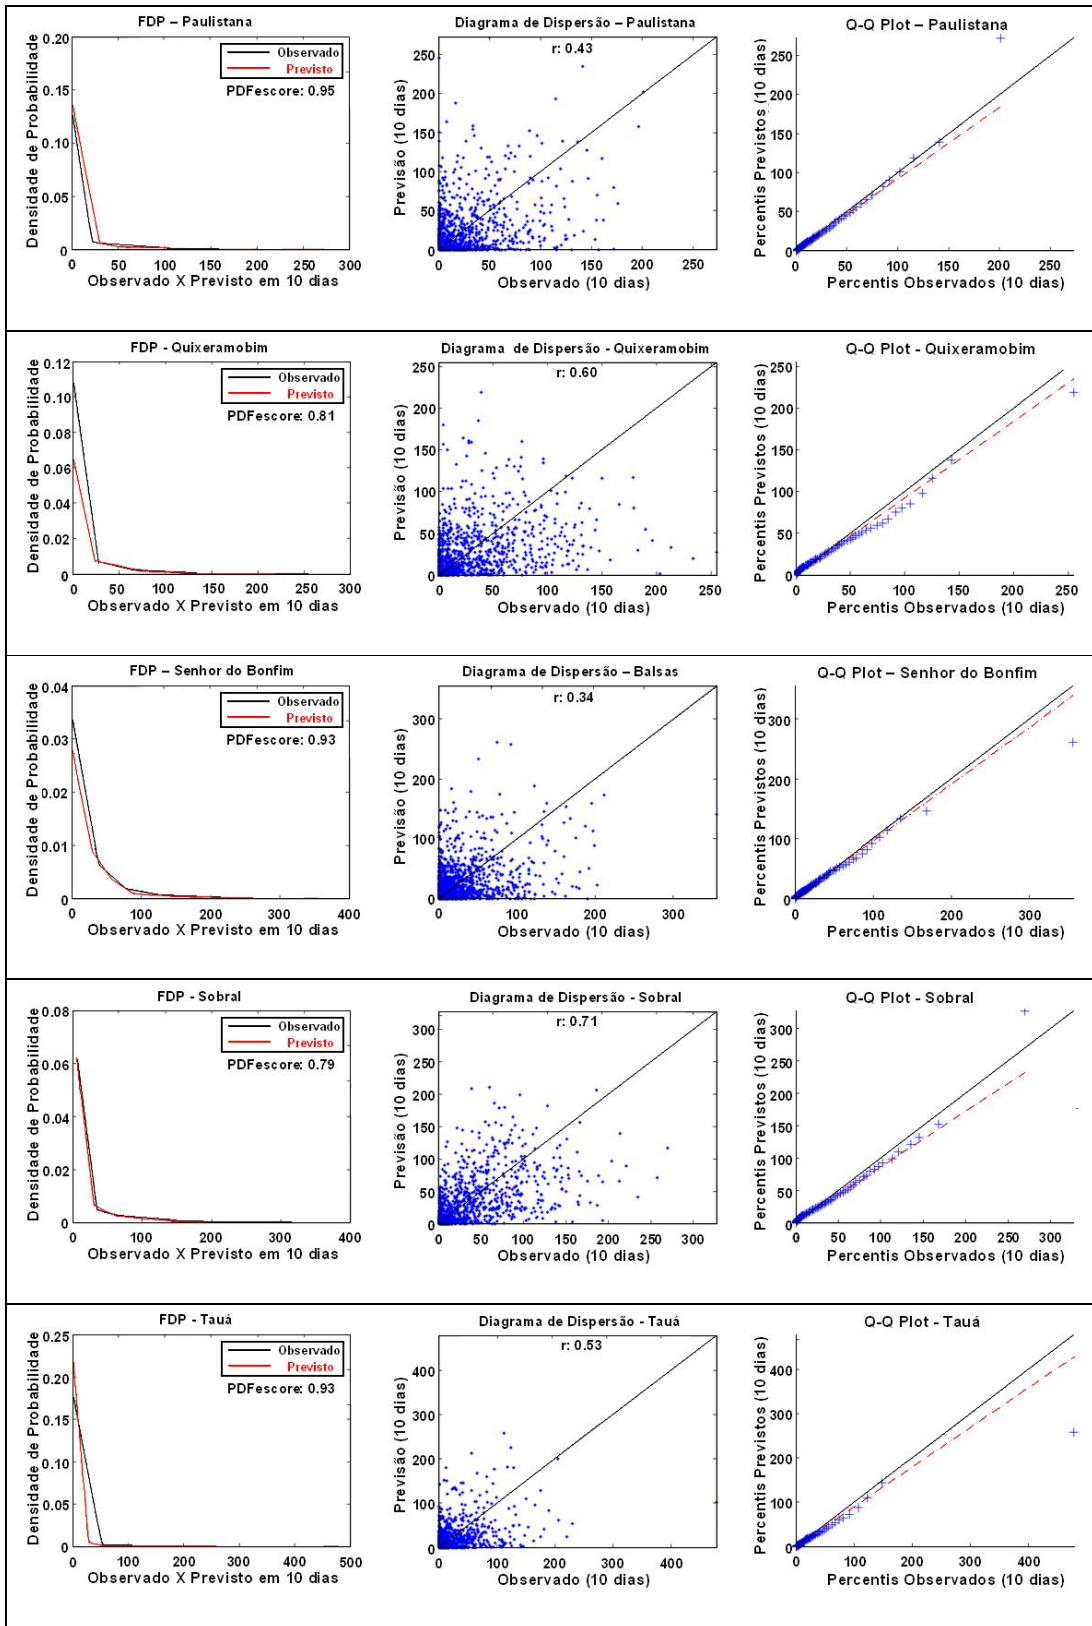 FDP – Paulistana
Densidade de Probabilidade
0.20
0.15
0.10
0.05
0
Observado
Previsto
PDFescore: 0.95
0 50 100 150 200 250 300
Observado X Previsto em 10 dias
Diagrama de Dispersão – Paulistana
r: 0.43
Previsão (10 dias)
250
200
150
100
50
0
0 50 100 150 200 250
Observado (10 dias)
Q-Q Plot – Paulistana
Percentis Previstos (10 dias)
250
200
150
100
50
0
50 100 150 200 250
Percentis Observados (10 dias)
FDP - Quixeramobim
Densidade de Probabilidade
0.12
0.10
0.08
0.06
0.04
0.02
0
Observado
Previsto
PDFescore: 0.81
0 50 100 150 200 250 300
Observado X Previsto em 10 dias
Diagrama de Dispersão - Quixeramobim
r: 0.60
Previsão (10 dias)
250
200
150
100
50
0
0 50 100 150 200 250
Observado (10 dias)
Q-Q Plot - Quixeramobim
Percentis Previstos (10 dias)
250
200
150
100
50
0
0 50 100 150 200 250
Percentis Observados (10 dias)
FDP – Senhor do Bonfim
Densidade de Probabilidade
0.04
0.03
0.02
0.01
0
Observado
Previsto
PDFescore: 0.93
0 100 200 300 400
Observado X Previsto em 10 dias
Diagrama de Dispersão – Balsas
r: 0.34
Previsão (10 dias)
300
250
200
150
100
50
0
0 50 100 150 200 300
Observado (10 dias)
Q-Q Plot – Senhor do Bonfim
Percentis Previstos (10 dias)
300
200
100
0
0 100 200 300
Percentis Observados (10 dias)
FDP - Sobral
Densidade de Probabilidade
0.08
0.06
0.04
0.02
0
Observado
Previsto
PDFescore: 0.79
0 100 200 300 400
Observado X Previsto em 10 dias
Diagrama de Dispersão - Sobral
r: 0.71
Previsão (10 dias)
300
250
200
150
100
50
0
0 50 100 150 200 250 300
Observado (10 dias)
Q-Q Plot - Sobral
Percentis Previstos (10 dias)
300
250
200
150
100
50
0
0 50 100 150 200 250 300
Percentis Observados (10 dias)
FDP - Tauá
Densidade de Probabilidade
0.25
0.20
0.15
0.10
0.05
0
Observado
Previsto
PDFescore: 0.93
0 100 200 300 400 500
Observado X Previsto em 10 dias
Diagrama de Dispersão - Tauá
r: 0.53
Previsão (10 dias)
400
300
200
100
0
0 100 200 300 400
Observado (10 dias)
Q-Q Plot - Tauá
Percentis Previstos (10 dias)
400
300
200
100
0
0 100 200 300 400
Percentis Observados (10 dias)